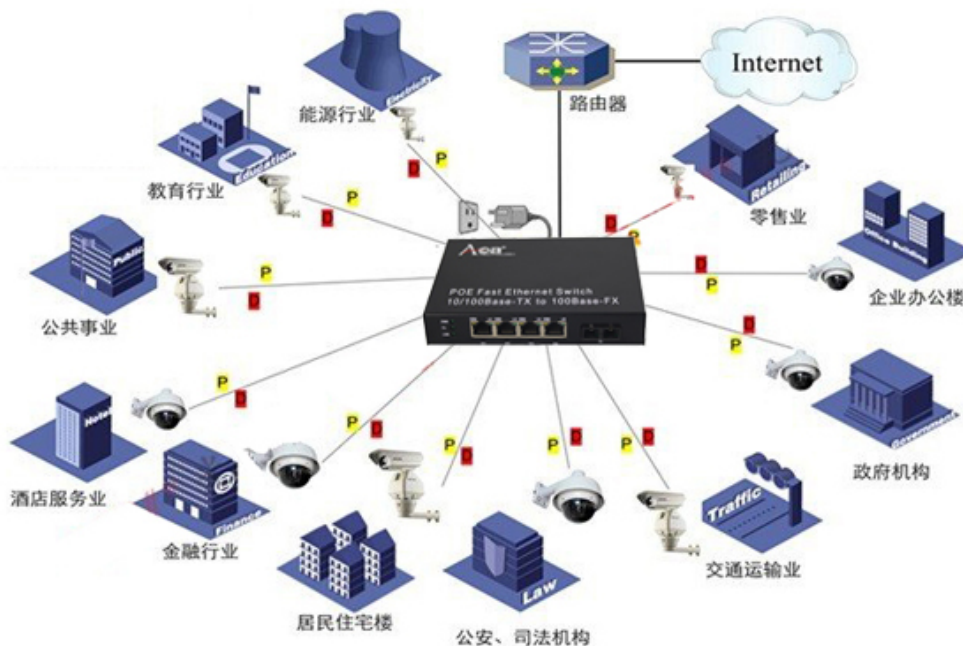 Internet
路由器
Electricity
能源行业
Education
教育行业
Retailing
零售业
Public
公共事业
Office Building
企业办公楼
P
D
P
D
P
D
D
P
D
P
D
P
P
D
P
D
P
D
P
D
P
D
Aoa
POE Fast Ethernet Switch
10/100Base-TX to 100Base-FX
Hotel
酒店服务业
Finance
金融行业
居民住宅楼
Law
公安、司法机构
Traffic
交通运输业
Government
政府机构